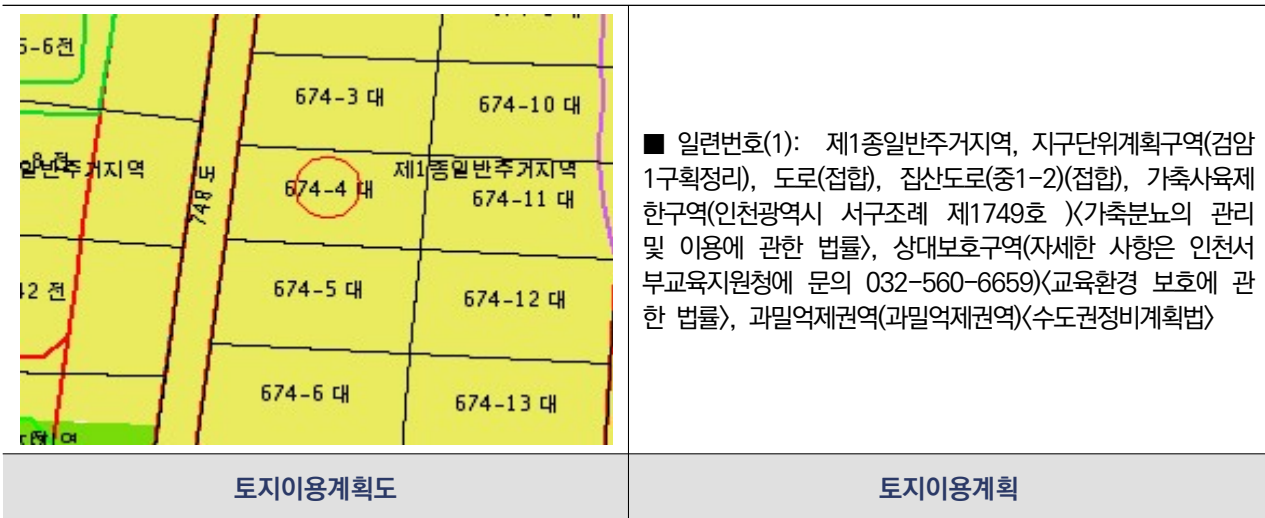 5-6전
674-3 대
674-10 대
일반주거지역
748 도
674-4 대
제1종일반주거지역
674-11 대
674-5 대
674-12 대
42 전
674-6 대
674-13 대
■ 일련번호(1): 제1종일반주거지역, 지구단위계획구역(검암
1구획정리), 도로(접합), 집산도로(중1-2)(접합), 가축사육제
한구역(인천광역시 서구조례 제1749호 )<가축분뇨의 관리
및 이용에 관한 법률>, 상대보호구역(자세한 사항은 인천서
부교육지원청에 문의 032-560-6659)<교육환경 보호에 관
한 법률>, 과밀억제권역(과밀억제권역)<수도권정비계획법>
토지이용계획도
토지이용계획